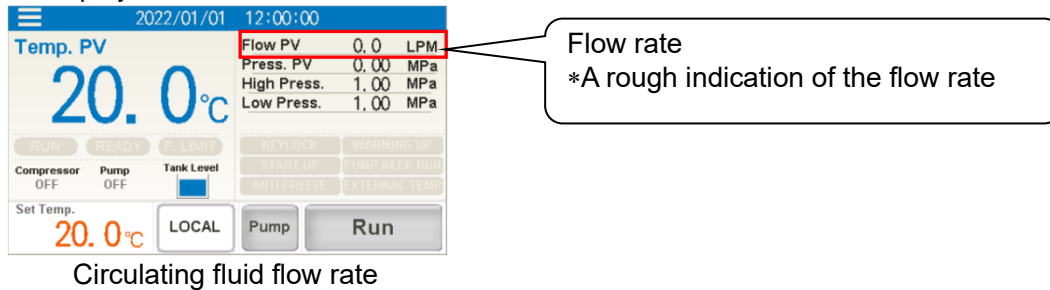 2022/01/01 12:00:00
Temp. PV
20. 0℃
Flow PV 0. 0 LPM
Press. PV 0. 00 MPa
High Press. 1. 00 MPa
Low Press. 1. 00 MPa
RUN READY P. LIMIT
KEYLOCK WARMING UP
START UP PUMP KEEP RUN
ANTI FREEZE EXTERNAL TEMP
Compressor Pump Tank Level
OFF OFF
Set Temp.
20. 0℃
LOCAL
Pump
Run
Flow rate
*A rough indication of the flow rate
Circulating fluid flow rate